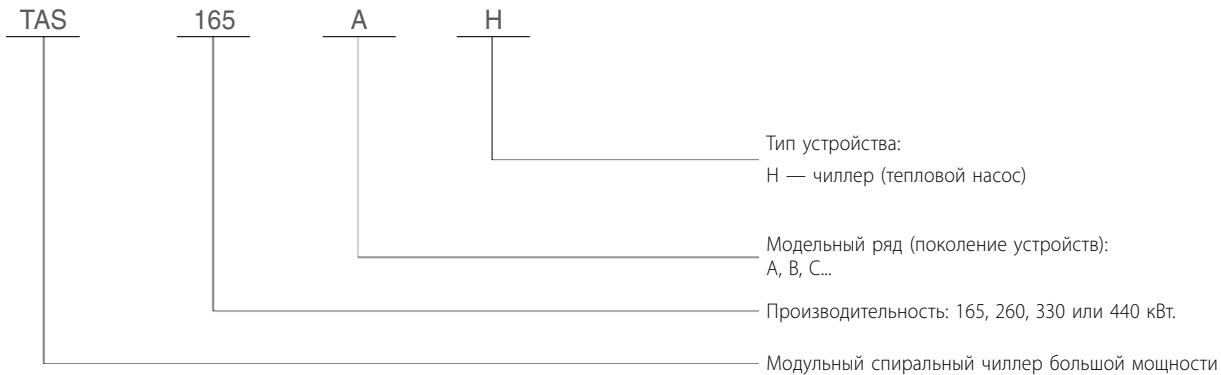 TAS 165 A H
Тип устройства:
H — чиллер (тепловой насос)
Модельный ряд (поколение устройств):
A, B, C...
Производительность: 165, 260, 330 или 440 кВт.
Модульный спиральный чиллер большой мощности